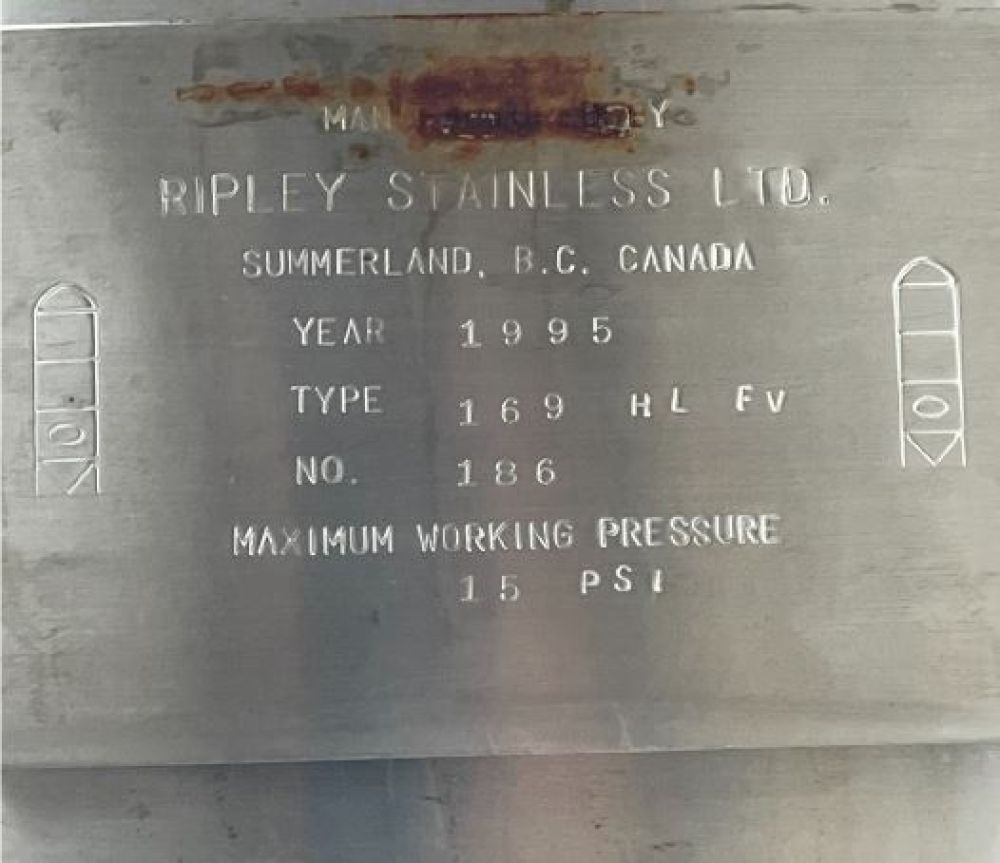 RIPLEY STAINLESS LTD.
SUMMERLAND, B.C. CANADA
YEAR 1995
TYPE 169 HL FV
NO. 186
MAXIMUM WORKING PRESSURE
15 PSI